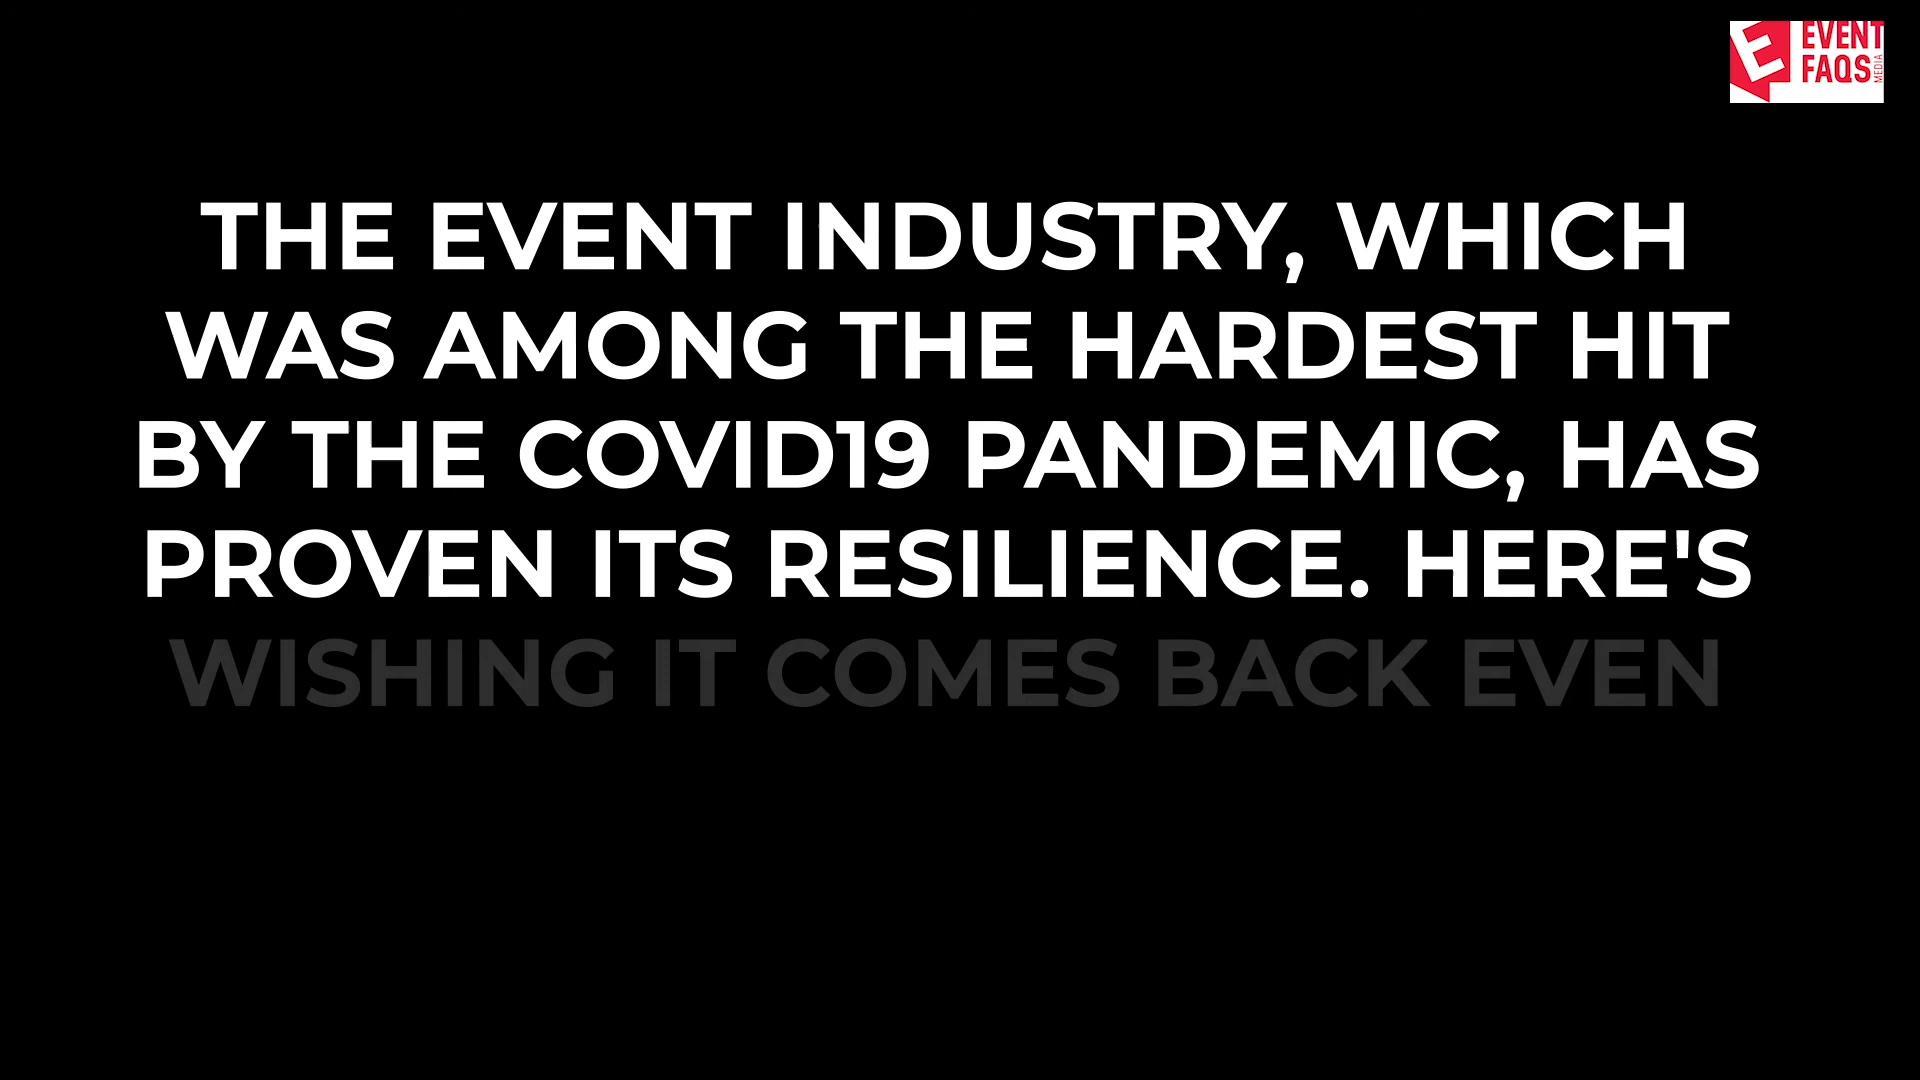 EVENT
FAQS
MEDIA
THE EVENT INDUSTRY, WHICH
WAS AMONG THE HARDEST HIT
BY THE COVID19 PANDEMIC, HAS
PROVEN ITS RESILIENCE. HERE'S
WISHING IT COMES BACK EVEN